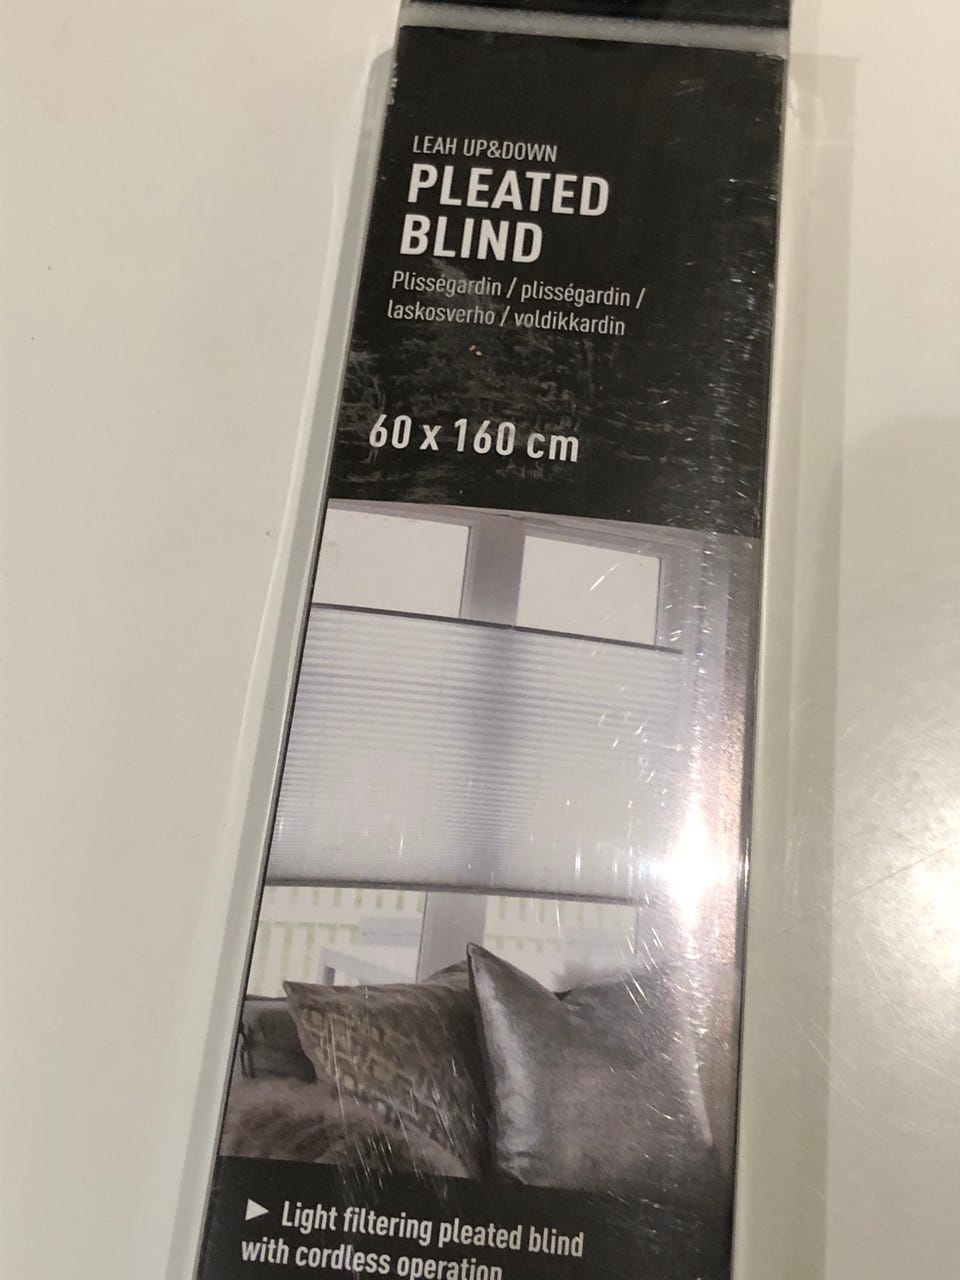 LEAH UP&DOWN
PLEATED
BLIND
Plisségardin / plisségardin /
laskosverho / voldikkardin
60 x 160 cm
► Light filtering pleated blind
with cordless operation